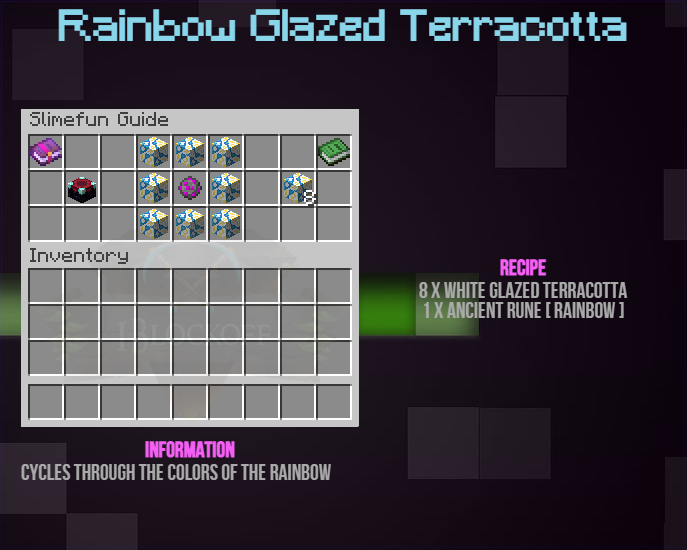 Rainbow Glazed Terracotta
Slimefun Guide
8
Inventory
IBLOCKOFF
RECIPE
8 X WHITE GLAZED TERRACOTTA
1 X ANCIENT RUNE [ RAINBOW ]
INFORMATION
CYCLES THROUGH THE COLORS OF THE RAINBOW